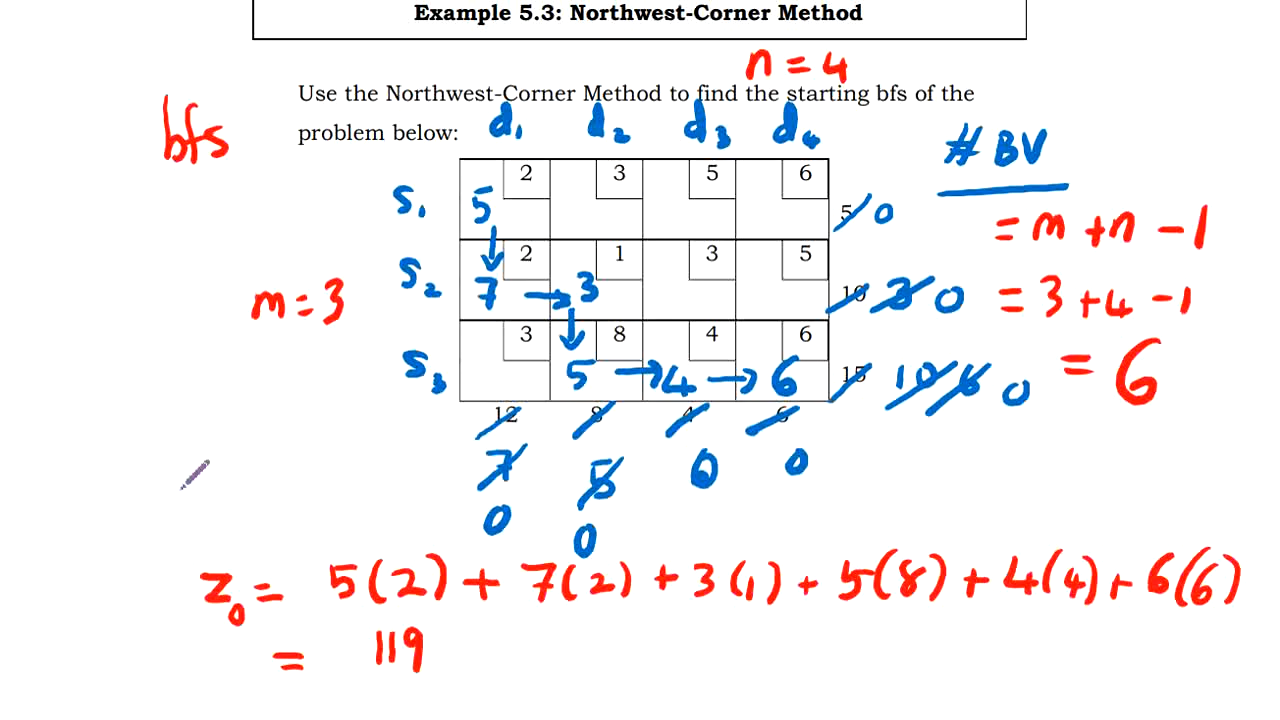 Example 5.3: Northwest-Corner Method
n = 4
Use the Northwest-Corner Method to find the starting bfs of the
problem below:
bfs
d1 d2 d3 d4
# BV
2 3 5 6
S1 5 5 0
= m + n - 1
2 1 3 5
m = 3
S2 7 → 3 10 3 0
= 3 + 4 - 1
3 8 4 6
S3 5 → 4 → 6 15 10 6 0
= 6
12 8 4 6
7 5 0 0
0 0
Z0 = 5(2) + 7(2) + 3(1) + 5(8) + 4(4) + 6(6)
= 119